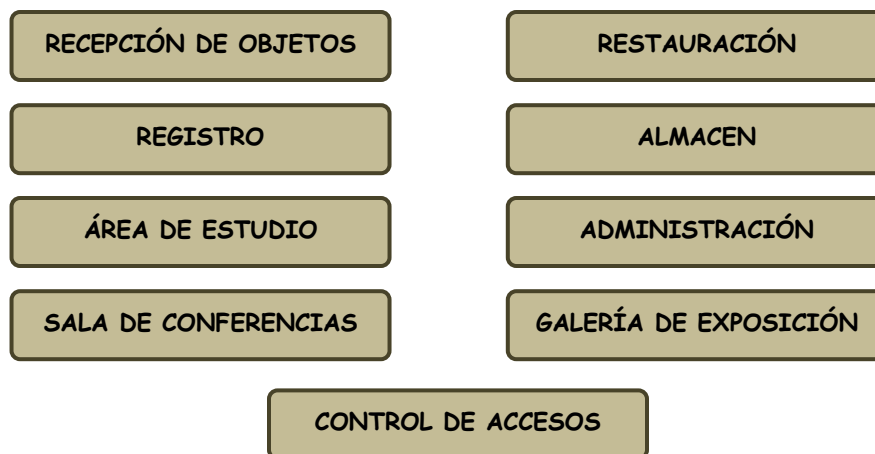 RECEPCIÓN DE OBJETOS
RESTAURACIÓN
REGISTRO
ALMACEN
ÁREA DE ESTUDIO
ADMINISTRACIÓN
SALA DE CONFERENCIAS
GALERÍA DE EXPOSICIÓN
CONTROL DE ACCESOS